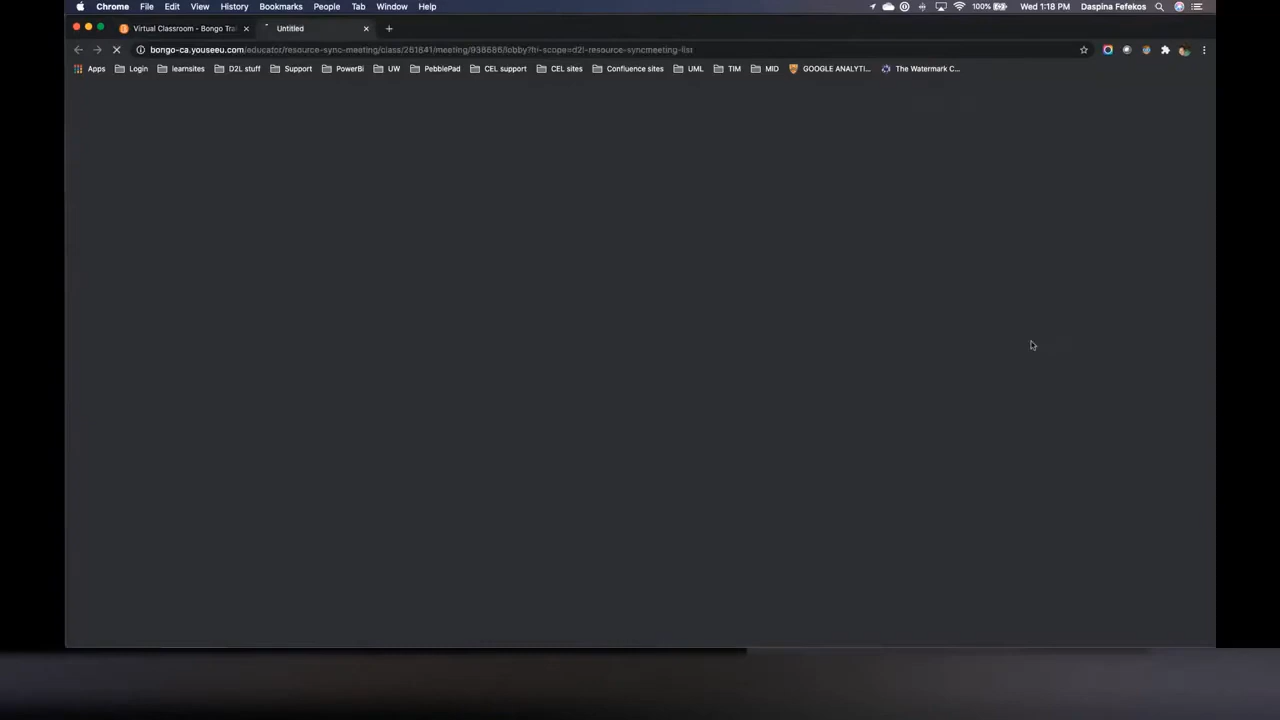 Chrome File Edit View History Bookmarks People Tab Window Help 100% Wed 1:18 PM Daspina Fefekos
Virtual Classroom - Bongo Trai Untitled
bongo-ca.youseeu.com/educator/resource-sync-meeting/class/281841/meeting/938686/lobby?fri-scope=d2l-resource-syncmeeting-list
Apps Login learnsites D2L stuff Support PowerBi UW PebblePad CEL support CEL sites Confluence sites UML TIM MID GOOGLE ANALYTI... The Watermark C...